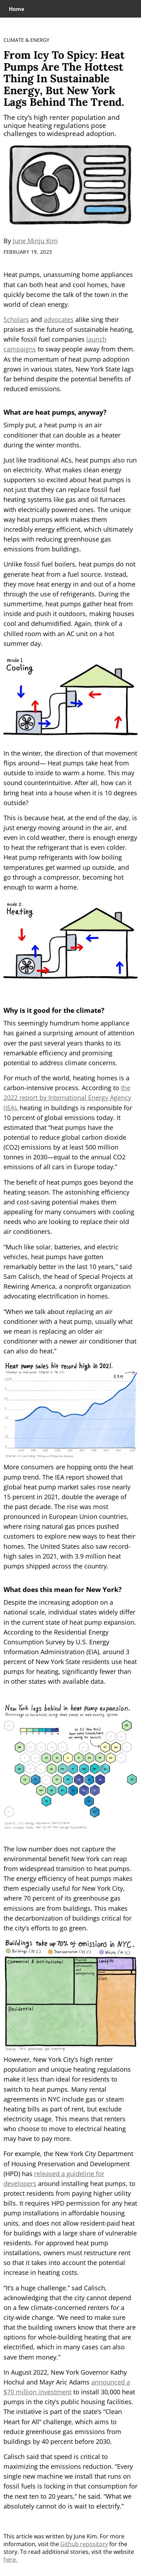 Home
CLIMATE & ENERGY
From Icy To Spicy: Heat
Pumps Are The Hottest
Thing In Sustainable
Energy, But New York
Lags Behind The Trend.
The city's high renter population and
unique heating regulations pose
challenges to widespread adoption.
By June Minju Kim
FEBRUARY 19, 2023
Heat pumps, unassuming home appliances
that can both heat and cool homes, have
quickly become the talk of the town in the
world of clean energy.
Scholars and advocates alike sing their
praises as the future of sustainable heating,
while fossil fuel companies launch
campaigns to sway people away from them.
As the momentum of heat pump adoption
grows in various states, New York State lags
far behind despite the potential benefits of
reduced emissions.
What are heat pumps, anyway?
Simply put, a heat pump is an air
conditioner that can double as a heater
during the winter months.
Just like traditional ACs, heat pumps also run
on electricity. What makes clean energy
supporters so excited about heat pumps is
not just that they can replace fossil fuel
heating systems like gas and oil furnaces
with electrically powered ones. The unique
way heat pumps work makes them
incredibly energy efficient, which ultimately
helps with reducing greenhouse gas
emissions from buildings.
Unlike fossil fuel boilers, heat pumps do not
generate heat from a fuel source. Instead,
they move heat energy in and out of a home
through the use of refrigerants. During the
summertime, heat pumps gather heat from
inside and push it outdoors, making houses
cool and dehumidified. Again, think of a
chilled room with an AC unit on a hot
summer day.
mode 1.
Cooling
In the winter, the direction of that movement
flips around— Heat pumps take heat from
outside to inside to warm a home. This may
sound counterintuitive. After all, how can it
bring heat into a house when it is 10 degrees
outside?
This is because heat, at the end of the day, is
just energy moving around in the air, and
even in cold weather, there is enough energy
to heat the refrigerant that is even colder.
Heat pump refrigerants with low boiling
temperatures get warmed up outside, and
go through a compressor, becoming hot
enough to warm a home.
mode 2.
Heating
Why is it good for the climate?
This seemingly humdrum home appliance
has gained a surprising amount of attention
over the past several years thanks to its
remarkable efficiency and promising
potential to address climate concerns.
For much of the world, heating homes is a
carbon-intensive process. According to the
2022 report by International Energy Agency
(IEA), heating in buildings is responsible for
10 percent of global emissions today. It
estimated that "heat pumps have the
potential to reduce global carbon dioxide
(CO2) emissions by at least 500 million
tonnes in 2030—equal to the annual CO2
emissions of all cars in Europe today."
The benefit of heat pumps goes beyond the
heating season. The astonishing efficiency
and cost-saving potential makes them
appealing for many consumers with cooling
needs who are looking to replace their old
air conditioners.
"Much like solar, batteries, and electric
vehicles, heat pumps have gotten
remarkably better in the last 10 years," said
Sam Calisch, the head of Special Projects at
Rewiring America, a nonprofit organization
advocating electrification in homes.
"When we talk about replacing an air
conditioner with a heat pump, usually what
we mean is replacing an older air
conditioner with a newer air conditioner that
can also do heat."
Heat pump sales hit record high in 2021.
3.9 M
More consumers are hopping onto the heat
pump trend. The IEA report showed that
global heat pump market sales rose nearly
15 percent in 2021, double the average of
the past decade. The rise was most
pronounced in European Union countries,
where rising natural gas prices pushed
customers to explore new ways to heat their
homes. The United States also saw record-
high sales in 2021, with 3.9 million heat
pumps shipped across the country.
What does this mean for New York?
Despite the increasing adoption on a
national scale, individual states widely differ
in the current state of heat pump expansion.
According to the Residential Energy
Consumption Survey by U.S. Energy
Information Administration (EIA), around 3
percent of New York State residents use heat
pumps for heating, significantly fewer than
in other states with available data.
New York lags behind in heat pump expansion.
The low number does not capture the
environmental benefit New York can reap
from widespread installation of heat pumps.
The energy efficiency of heat pumps makes
them especially useful for New York City,
where 70 percent of its greenhouse gas
emissions are from buildings. This makes
the decarbonization of buildings critical for
the city's efforts to go green.
Buildings take up 70% of emissions in NYC.
Commercial & Institutional
Residential
However, New York City's high renter
population and unique heating regulations
make it less than ideal for residents to
switch to heat pumps. Many rental
agreements in NYC include gas or steam
heating bills as part of rent, but exclude
electricity usage. This means that renters
who choose to move to electrical heating
may have to pay more.
For example, the New York City Department
of Housing Preservation and Development
(HPD) has released a guideline for
developers around installing heat pumps, to
protect residents from paying higher utility
bills. It requires HPD permission for any heat
pump installations in affordable housing
units, and does not allow resident-paid heat
for buildings with a large share of vulnerable
residents. For approved heat pump
installations, owners must restructure rent
so that it takes into account the potential
increase in heating costs.
"It's a huge challenge." sad Calisch,
acknowledging that the city cannot depend
on a few climate-concerned renters for a
city-wide change. "We need to make sure
that the building owners know that there are
options for whole-building heating that are
electrified, which in many cases can also
save them money."
In August 2022, New York Governor Kathy
Hochul and Mayr Aric Adams announced a
$70 million investment to install 30,000 heat
pumps in the city's public housing facilities.
The initiative is part of the state's "Clean
Heat for All" challenge, which aims to
reduce greenhouse gas emissions from
buildings by 40 percent before 2030.
Calisch said that speed is critical to
maximizing the emissions reduction. "Every
single new machine we install that runs on
fossil fuels is locking in that consumption for
the next ten to 20 years," he said. "What we
absolutely cannot do is wait to electrify."
This article was written by June Kim. For more
information, visit the Github repository for this
story. To read additional stories, visit the website
here.